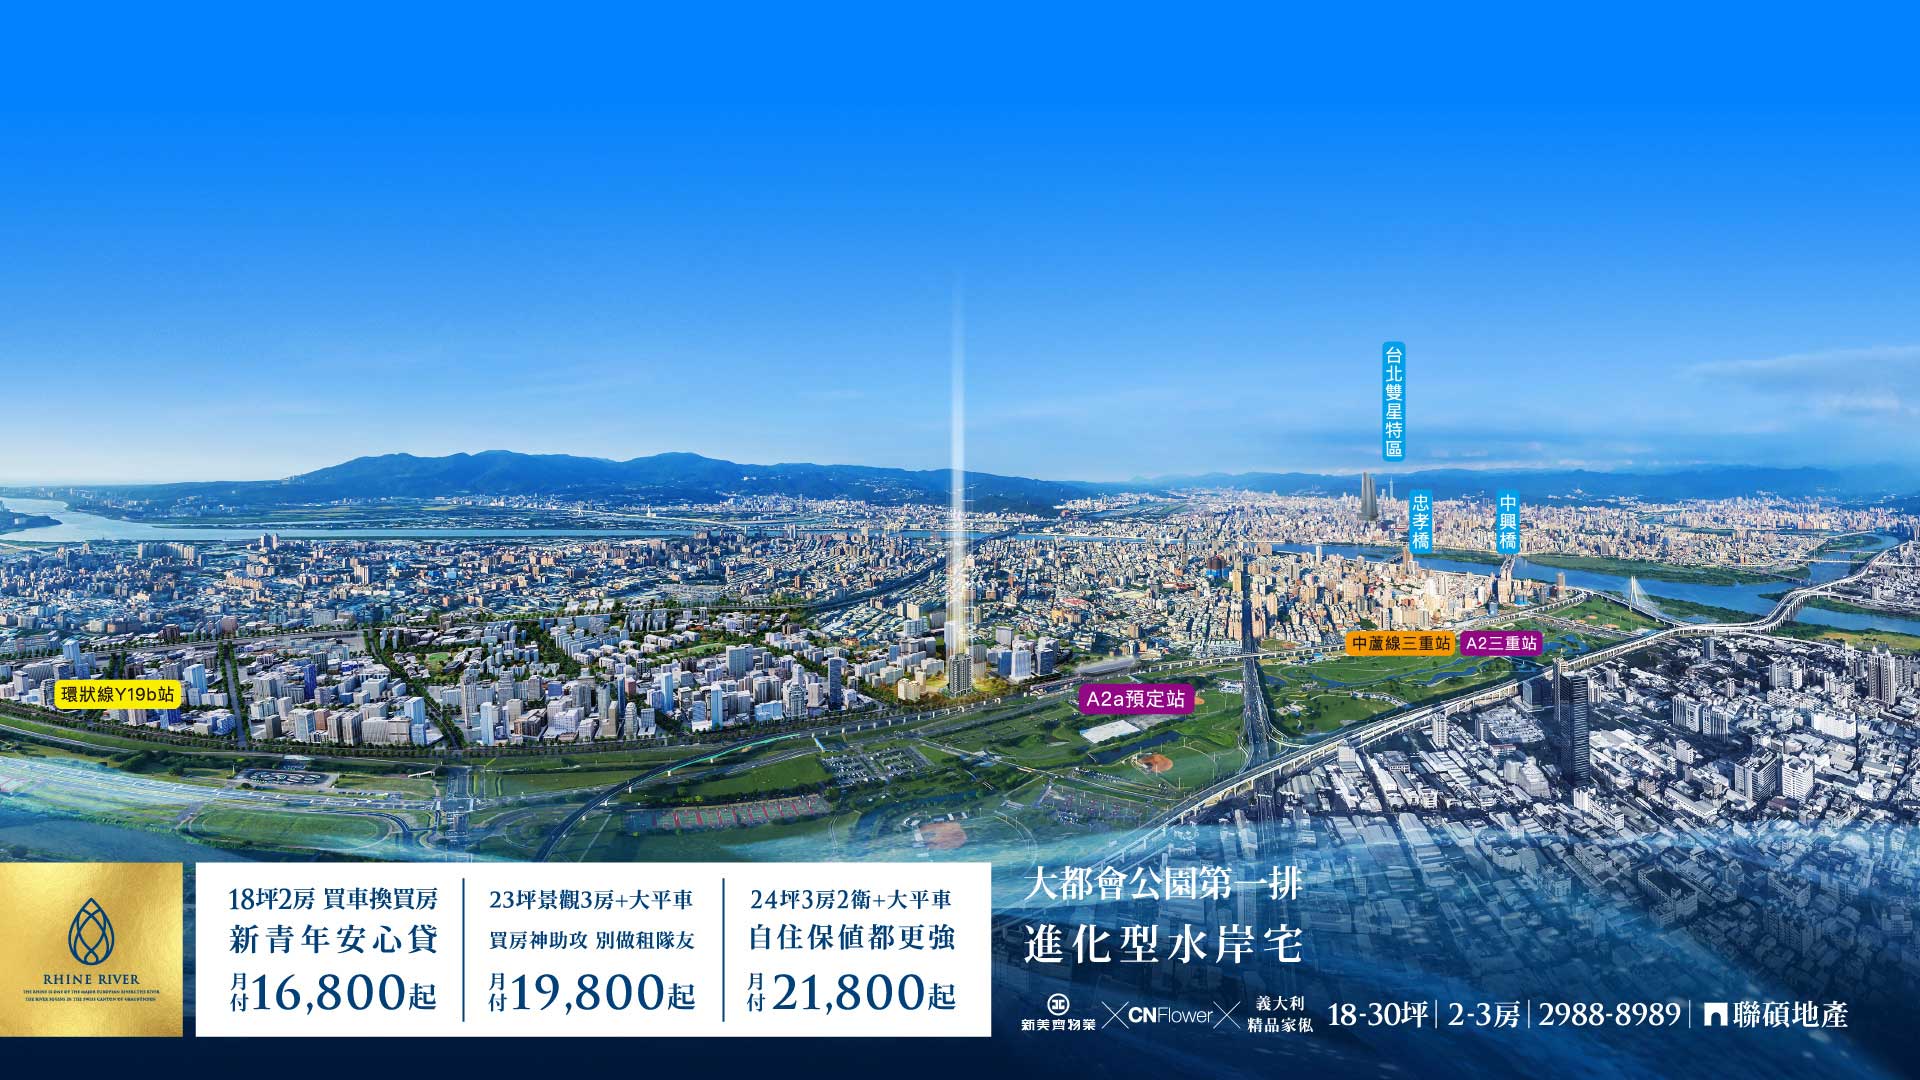 台北雙星特區
忠孝橋
中興橋
中蘆線三重站
A2三重站
環狀線Y19b站
A2a預定站
RHINE RIVER
THE RHINE IS ONE OF THE MAJOR EUROPEAN RIVERS.THE RIVER
THE RIVER BEGINS IN THE SWISS CANTON OF GRAUBÜNDEN
18坪2房 買車換買房
新青年安心貸
月付16,800起
23坪景觀3房+大平車
買房神助攻 別做租隊友
月付19,800起
24坪3房2衛+大平車
自住保值都更強
月付21,800起
大都會公園第一排
進化型水岸宅
新美齊物業
CNFlower
義大利
精品家俬
18-30坪|2-3房|2988-8989|聯碩地產